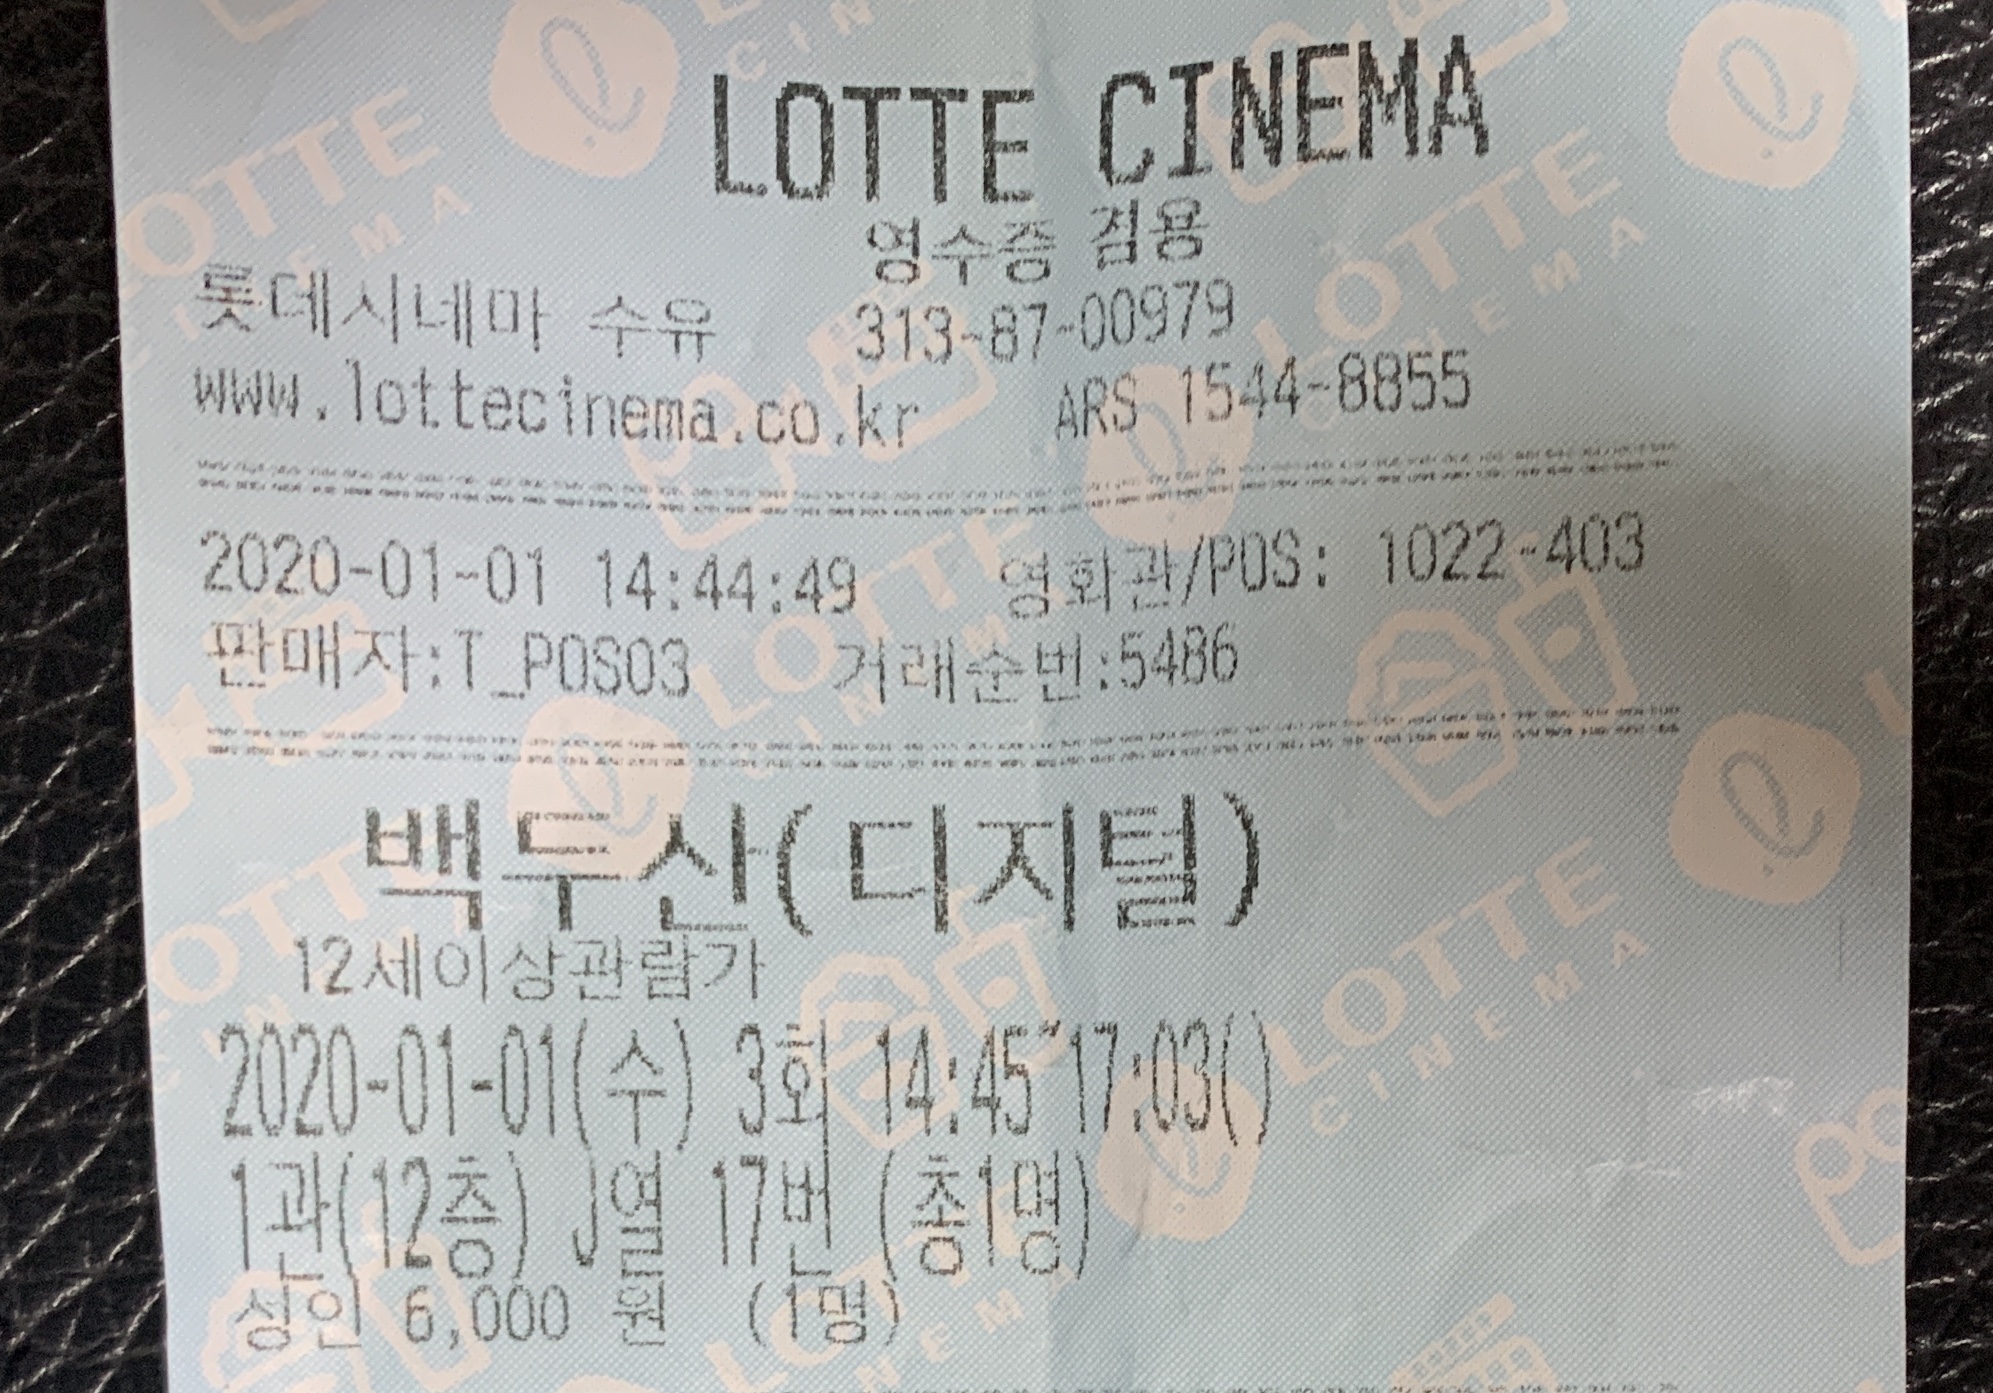 LOTTE CINEMA
영수증 겸용
롯데시네마 수유 313-87-00979
www.lottecinema.co.kr ARS 1544-8855
2020-01-01 14:44:49 영화관/POS: 1022-403
판매자:T_POS03 거래순번:5486
백두산(디지털)
12세이상관람가
2020-01-01(수) 3회 14:45~17:03()
1관(12층) J열 17번 (총1명)
성인 6,000 원 (1명)